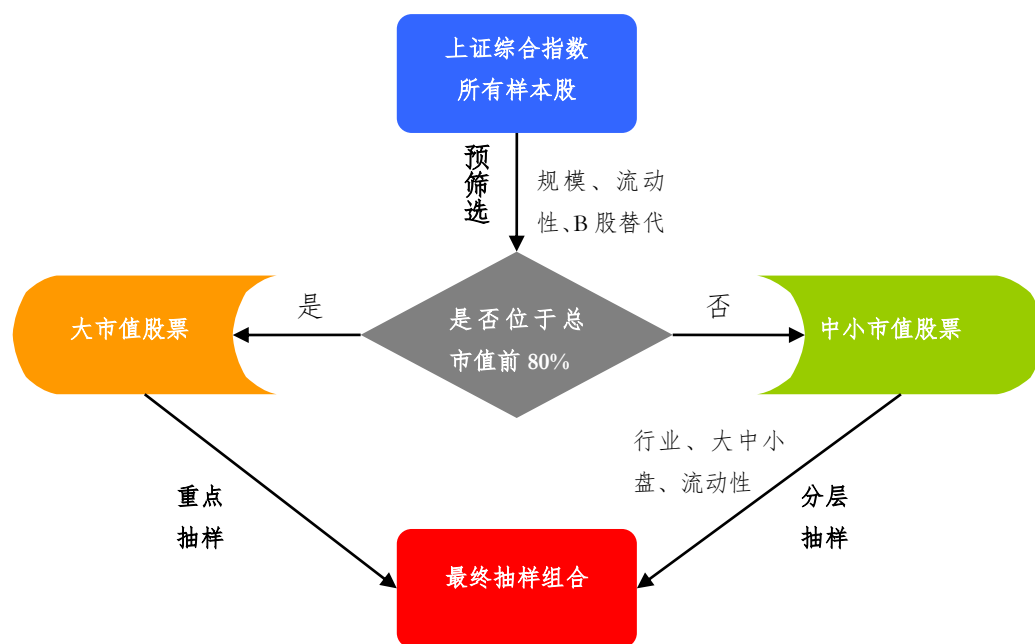 上证综合指数
所有样本股
预筛选
规模、流动
性、B 股替代
是
否
大市值股票
是否位于总
市值前 80%
中小市值股票
行业、大中小
盘、流动性
重点
抽样
分层
抽样
最终抽样组合